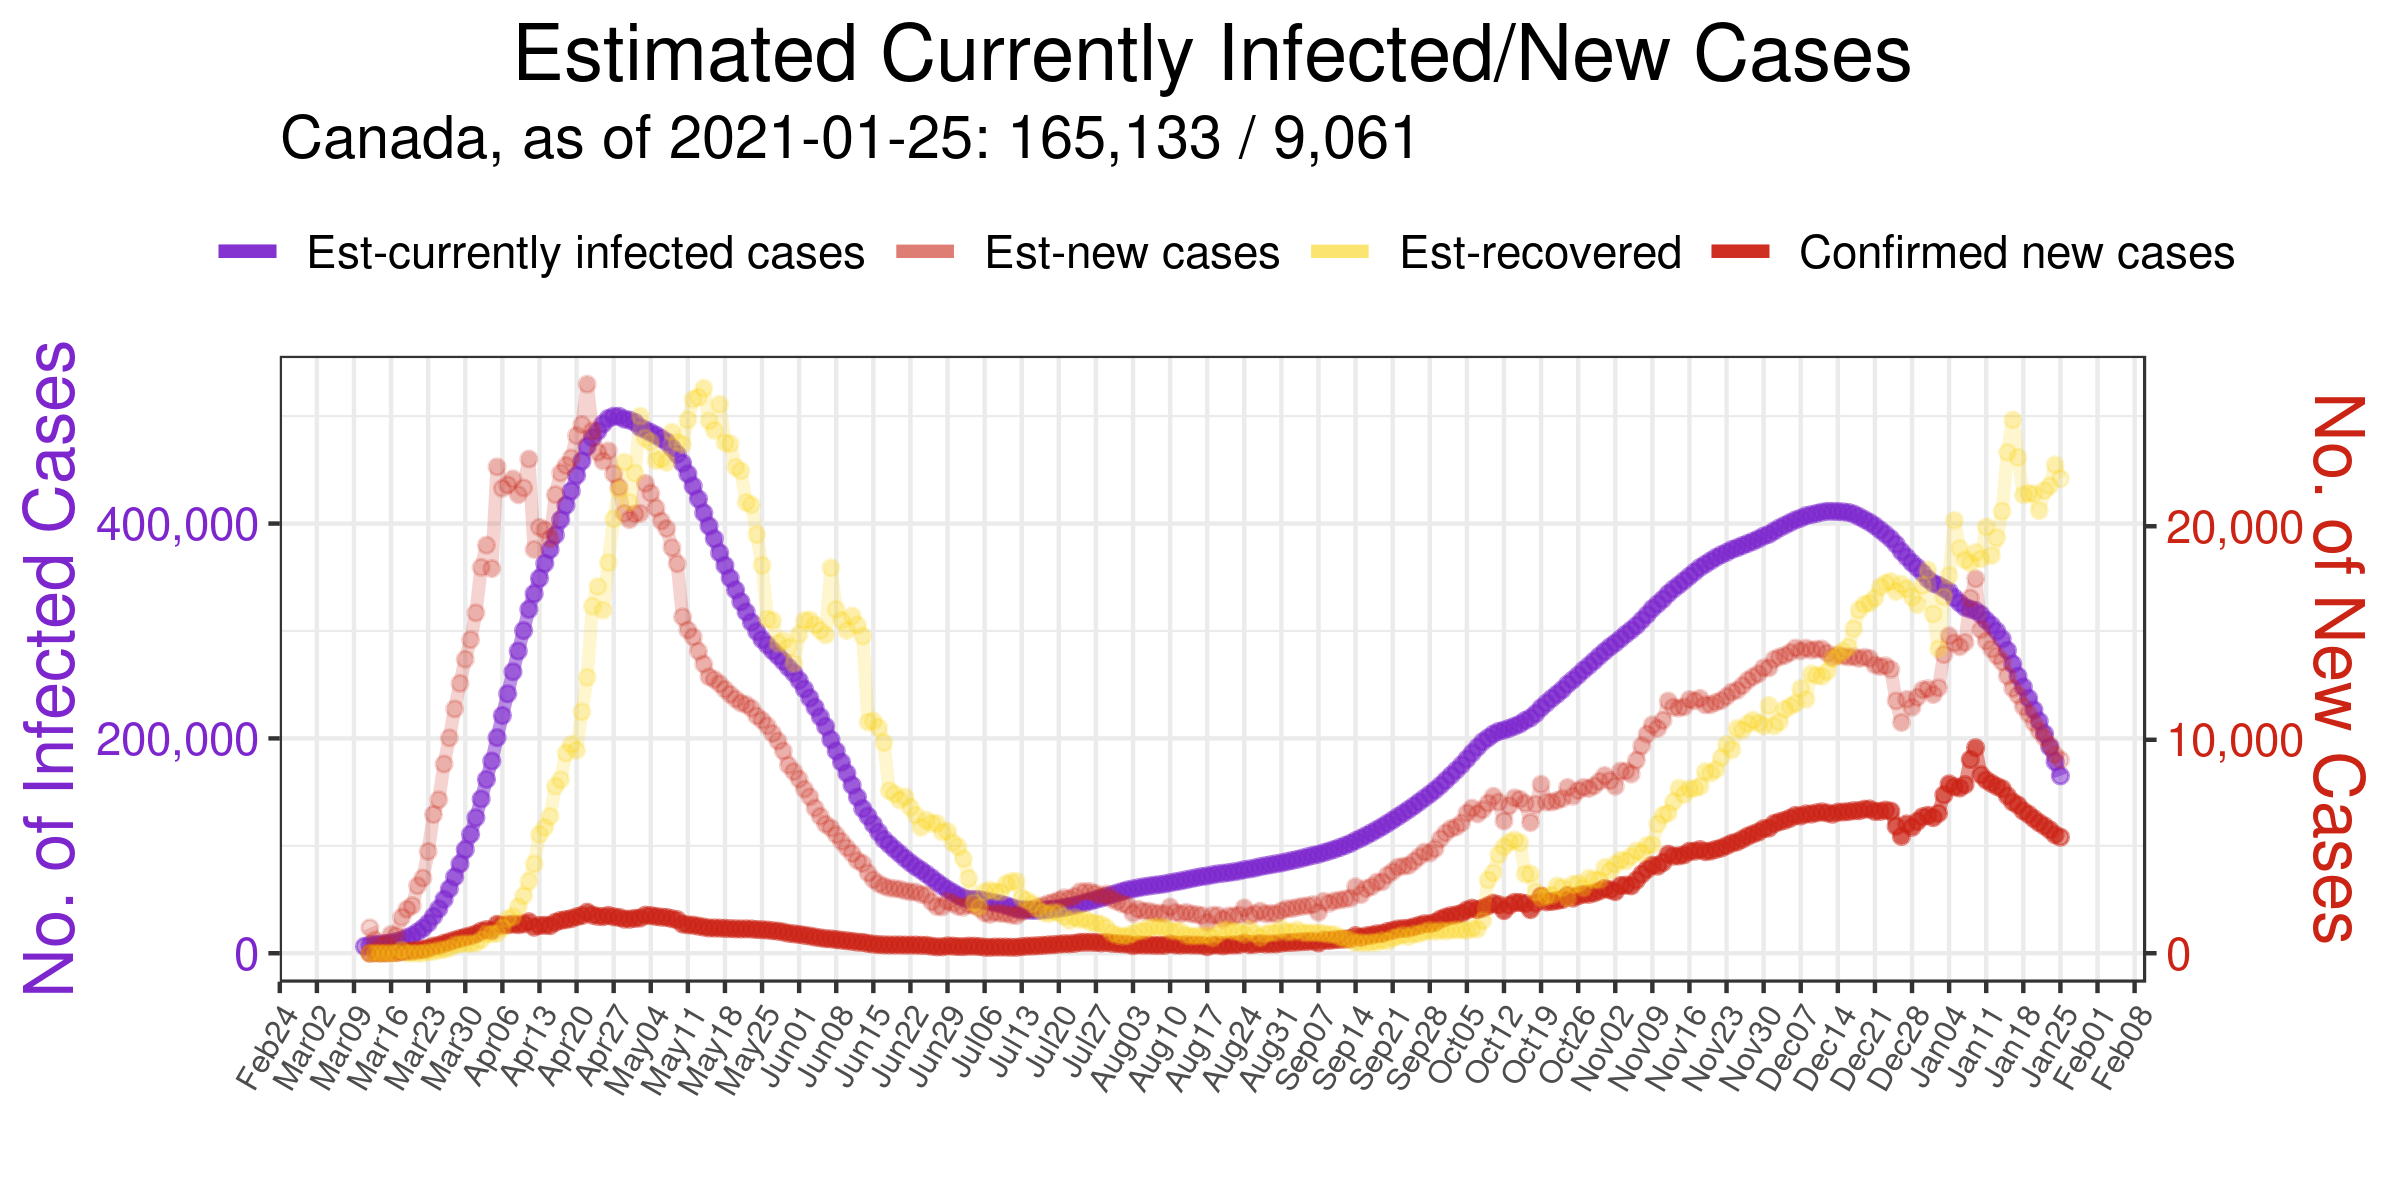 Estimated Currently Infected/New Cases
Canada, as of 2021-01-25: 165,133 / 9,061
Est-currently infected cases Est-new cases Est-recovered Confirmed new cases
No. of Infected Cases
400,000
200,000
0
20,000
10,000
0
No. of New Cases
Feb24 Mar02 Mar09 Mar16 Mar23 Mar30 Apr06 Apr13 Apr20 Apr27 May04 May11 May18 May25 Jun01 Jun08 Jun15 Jun22 Jun29 Jul06 Jul13 Jul20 Jul27 Aug03 Aug10 Aug17 Aug24 Aug31 Sep07 Sep14 Sep21 Sep28 Oct05 Oct12 Oct19 Oct26 Nov02 Nov09 Nov16 Nov23 Nov30 Dec07 Dec14 Dec21 Dec28 Jan04 Jan11 Jan18 Jan25 Feb01 Feb08